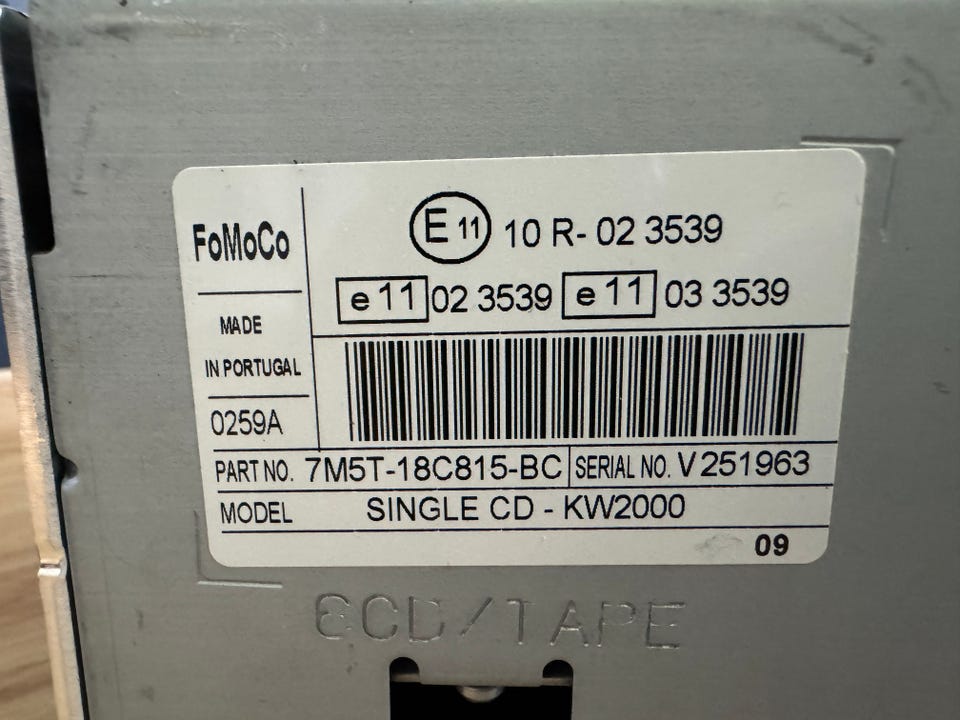 FoMoCo
MADE
IN PORTUGAL
0259A
E 11 10 R- 02 3539
e 11 02 3539 e 11 03 3539
PART NO. 7M5T-18C815-BC SERIAL NO. V251963
MODEL SINGLE CD - KW2000
09
6CD/TAPE